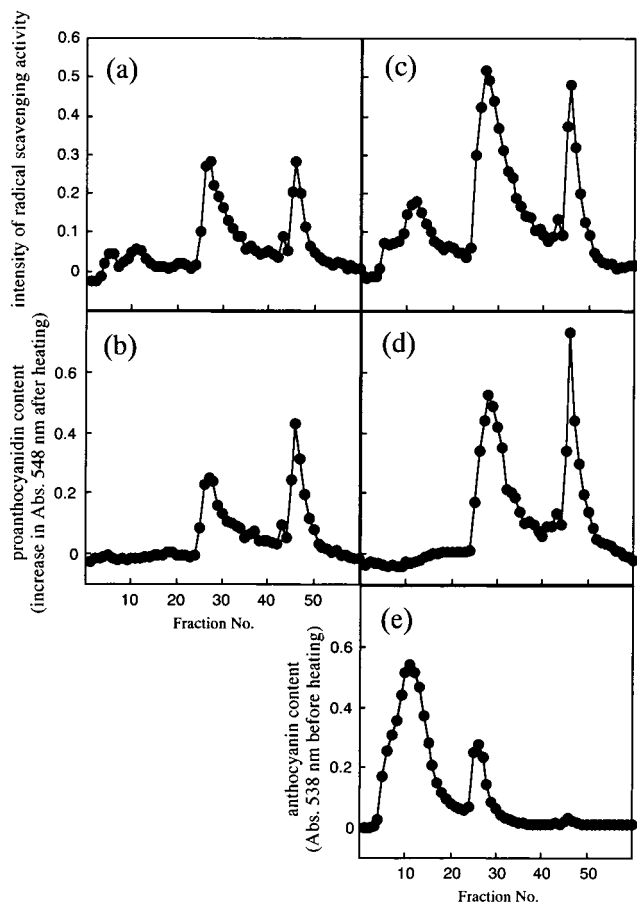 intensity of radical scavenging activity
0.6
0.5
0.4
0.3
0.2
0.1
0
(a)
(c)
proanthocyanidin content
(increase in Abs. 548 nm after heating)
0.6
0.4
0.2
0
(b)
(d)
10 20 30 40 50
Fraction No.
anthocyanin content
(Abs. 538 nm before heating)
0.6
0.4
0.2
0
(e)
10 20 30 40 50
Fraction No.